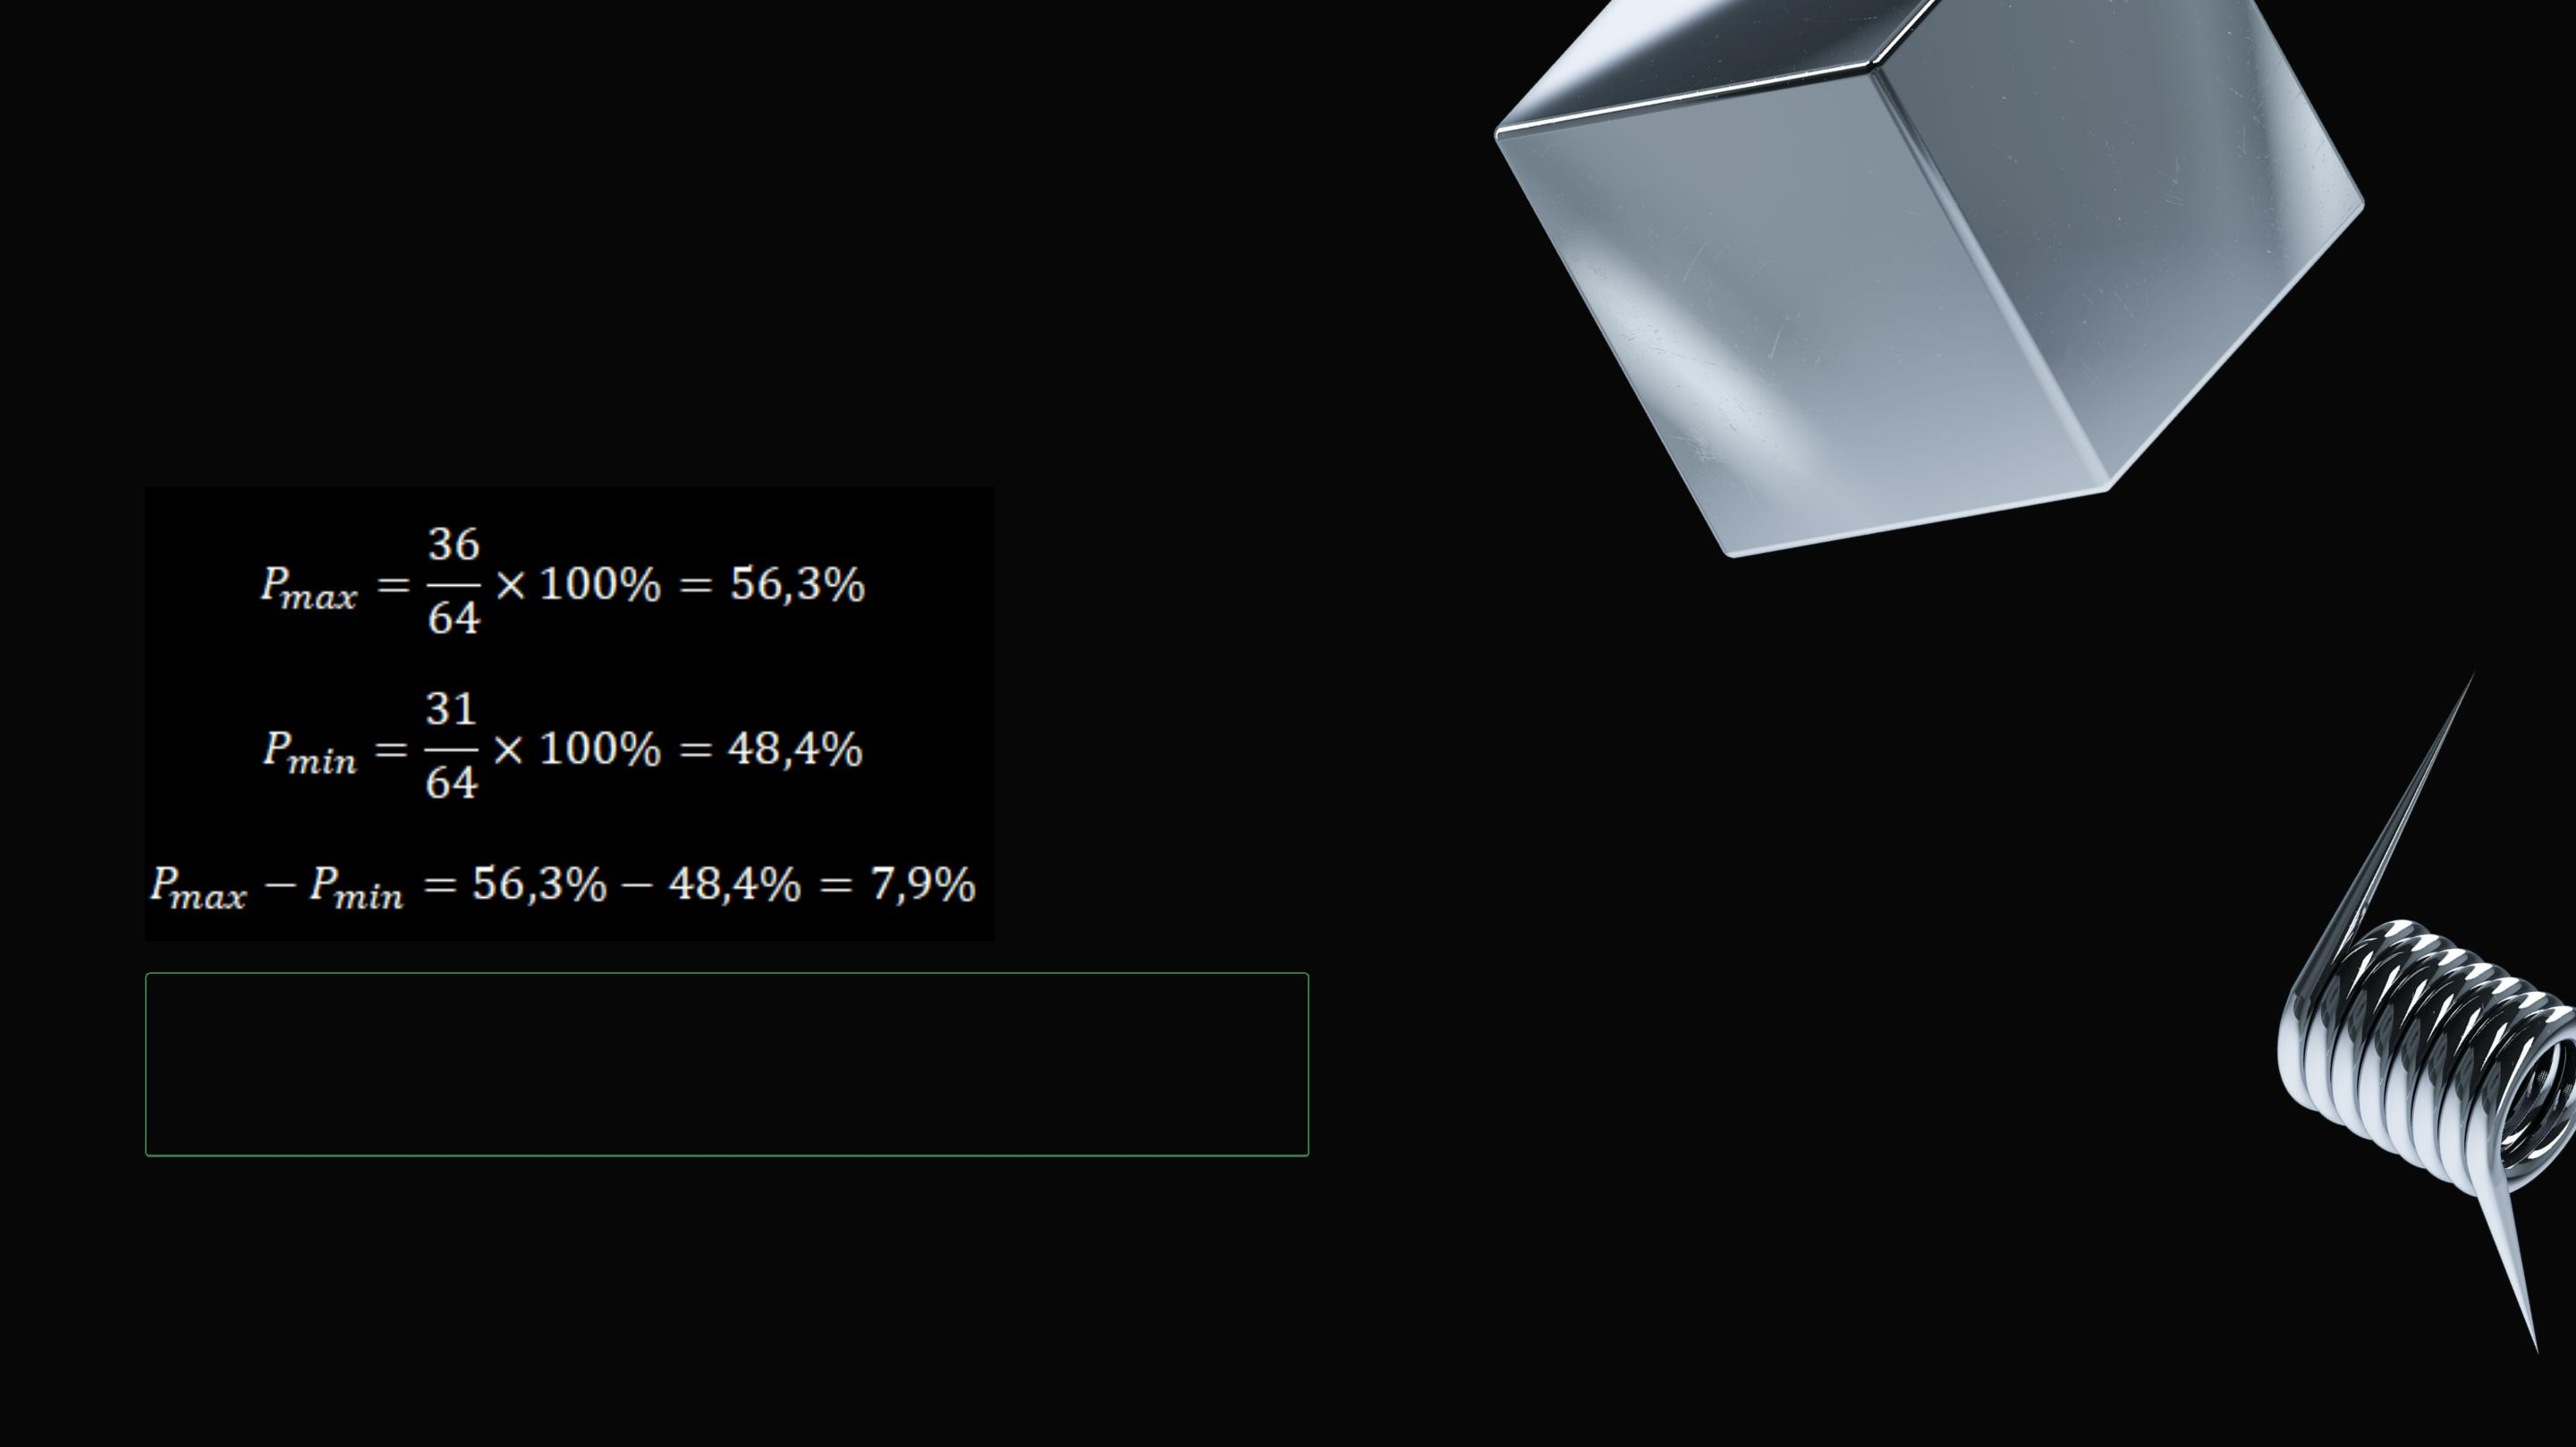 P_max = 36/64 × 100% = 56,3%
P_min = 31/64 × 100% = 48,4%
P_max − P_min = 56,3% − 48,4% = 7,9%